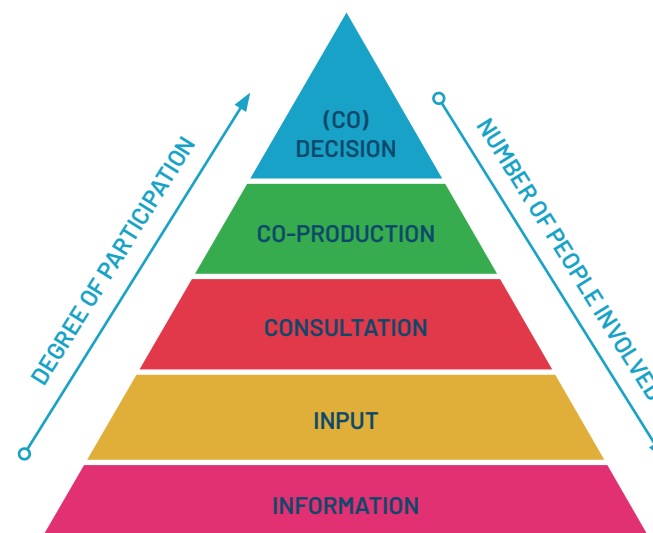 (CO)
DECISION
DEGREE OF PARTICIPATION
NUMBER OF PEOPLE INVOLVED
CO-PRODUCTION
CONSULTATION
INPUT
INFORMATION